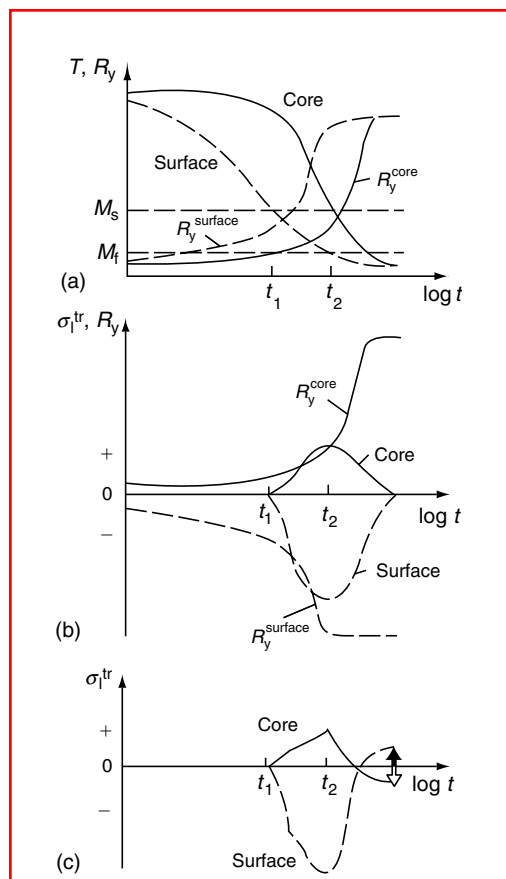 T, R_y
Core
Surface
R_y^core
M_s
R_y^surface
M_f
(a)
t_1
t_2
log t
σ_l^tr, R_y
R_y^core
+
Core
0
t_1
t_2
log t
−
Surface
R_y^surface
(b)
σ_l^tr
+
Core
0
t_1
t_2
log t
−
Surface
(c)